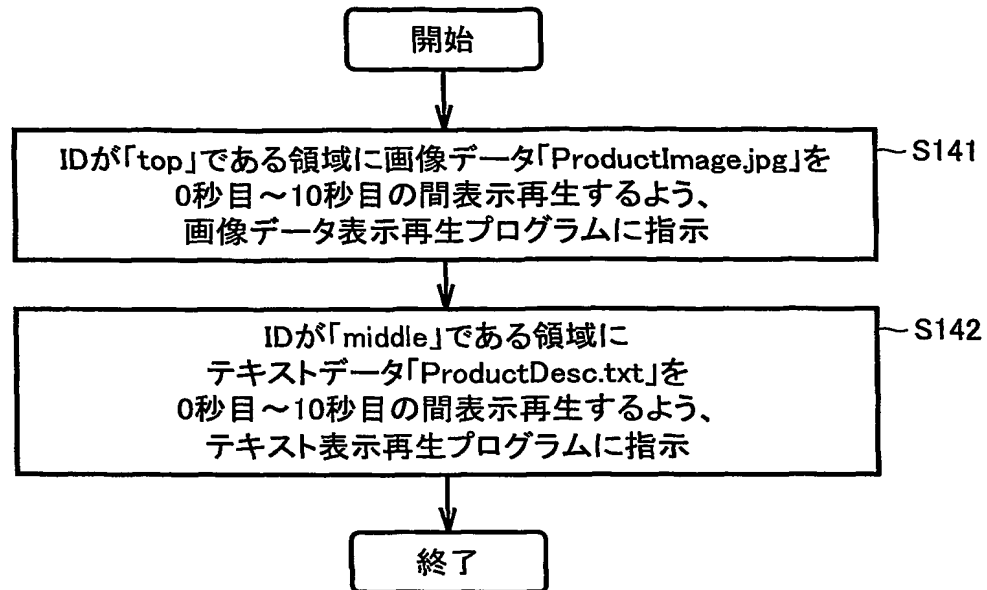 開始
IDが「top」である領域に画像データ「ProductImage.jpg」を
0秒目～10秒目の間表示再生するよう、
画像データ表示再生プログラムに指示
S141
IDが「middle」である領域に
テキストデータ「ProductDesc.txt」を
0秒目～10秒目の間表示再生するよう、
テキスト表示再生プログラムに指示
S142
終了